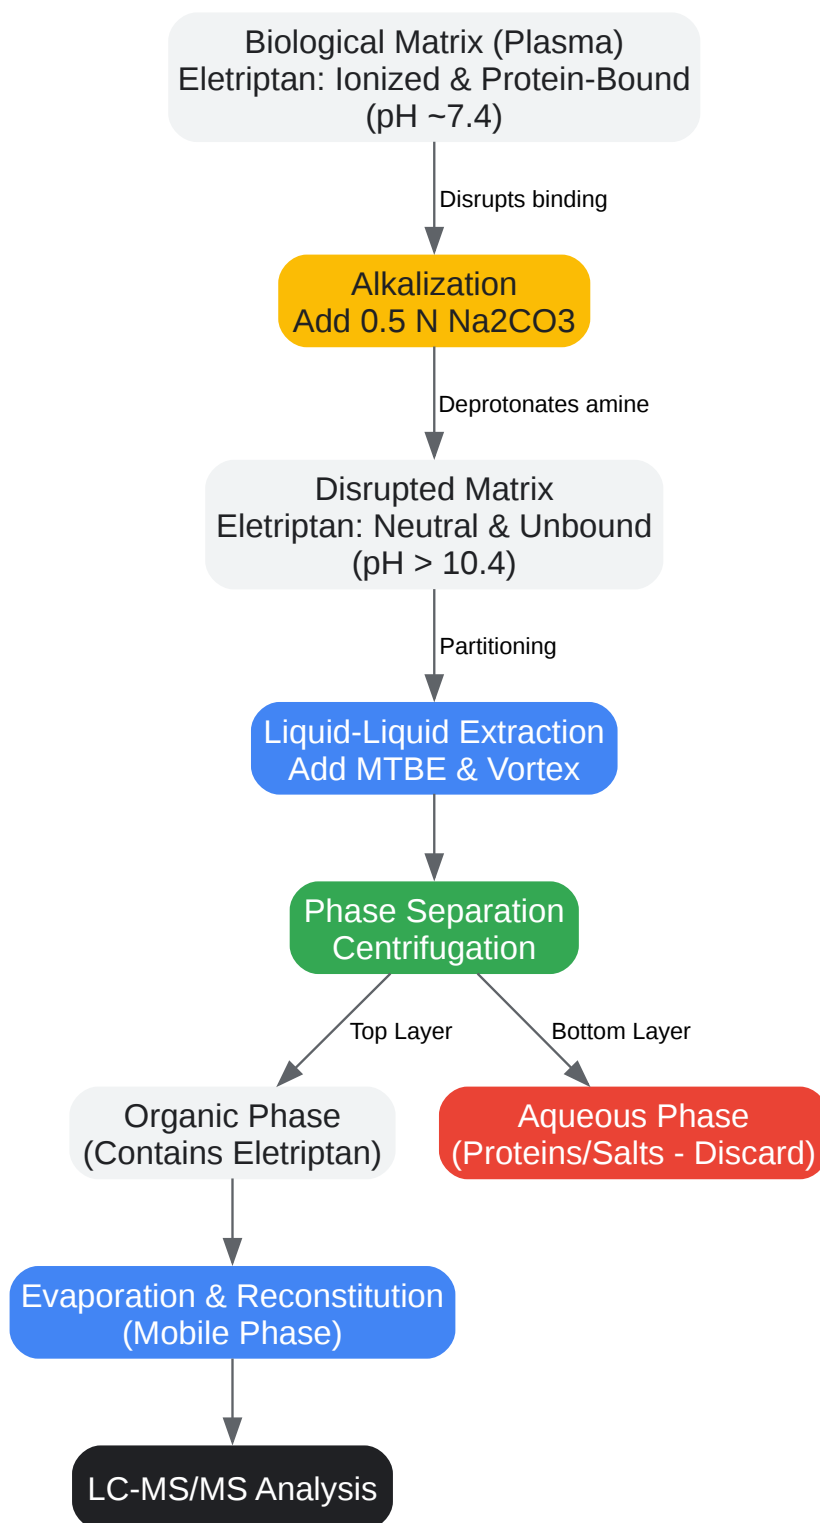 Biological Matrix (Plasma)
Eletriptan: Ionized & Protein-Bound
(pH ~7.4)
Disrupts binding
Alkalization
Add 0.5 N Na2CO3
Deprotonates amine
Disrupted Matrix
Eletriptan: Neutral & Unbound
(pH > 10.4)
Partitioning
Liquid-Liquid Extraction
Add MTBE & Vortex
Phase Separation
Centrifugation
Top Layer
Bottom Layer
Organic Phase
(Contains Eletriptan)
Aqueous Phase
(Proteins/Salts - Discard)
Evaporation & Reconstitution
(Mobile Phase)
LC-MS/MS Analysis